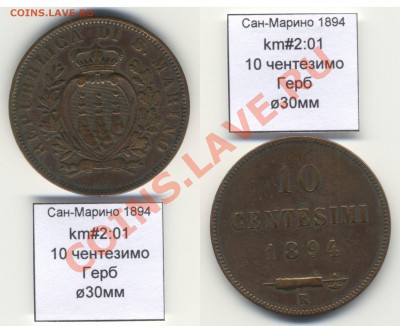 COINS.LAVE.RU
Сан-Марино 1894
km#2:01
10 чентезимо
Герб
ø30мм
REPUBBLICA DI S. MARINO
COINS.LAVE.RU
Сан-Марино 1894
km#2:01
10 чентезимо
Герб
ø30мм
10
CENTESIMI
1894
R